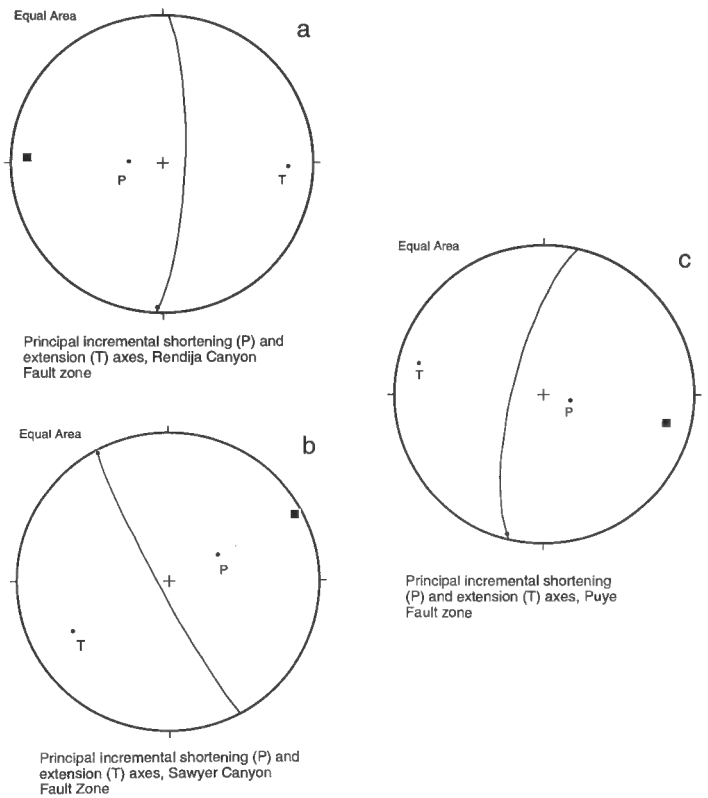 Equal Area
a
P
T
Principal incremental shortening (P) and
extension (T) axes, Rendija Canyon
Fault zone
Equal Area
b
P
T
Principal incremental shortening (P) and
extension (T) axes, Sawyer Canyon
Fault Zone
Equal Area
c
T
P
Principal incremental shortening
(P) and extension (T) axes, Puye
Fault zone